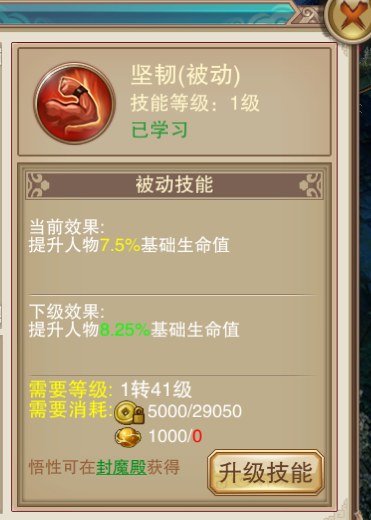 坚韧(被动)
技能等级：1级
已学习
被动技能
当前效果:
提升人物7.5%基础生命值
下级效果:
提升人物8.25%基础生命值
需要等级: 1转41级
需要消耗: 5000/29050
1000/0
悟性可在封魔殿获得
升级技能